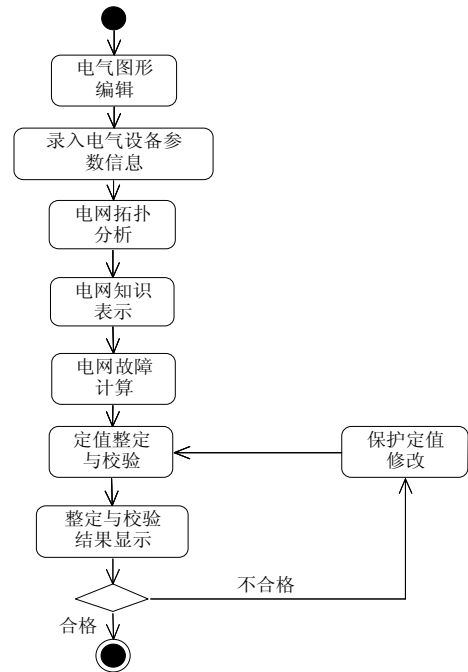 电气图形
编辑
录入电气设备参
数信息
电网拓扑
分析
电网知识
表示
电网故障
计算
定值整定
与校验
保护定值
修改
整定与校验
结果显示
不合格
合格